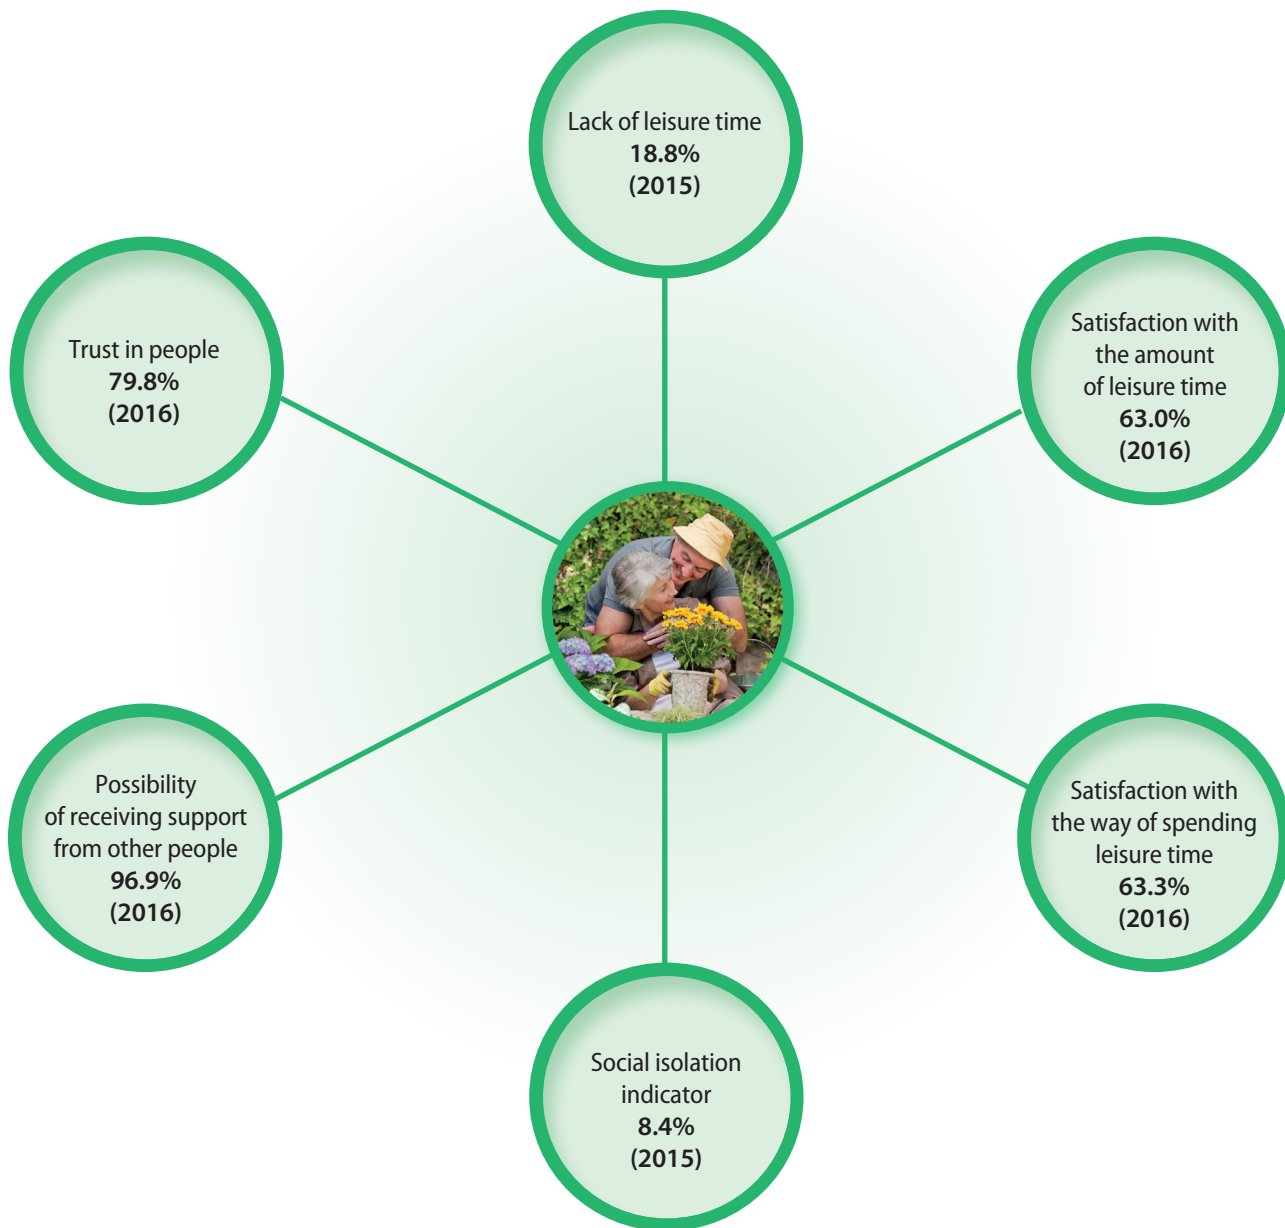 Lack of leisure time
18.8%
(2015)
Trust in people
79.8%
(2016)
Satisfaction with
the amount
of leisure time
63.0%
(2016)
Possibility
of receiving support
from other people
96.9%
(2016)
Satisfaction with
the way of spending
leisure time
63.3%
(2016)
Social isolation
indicator
8.4%
(2015)